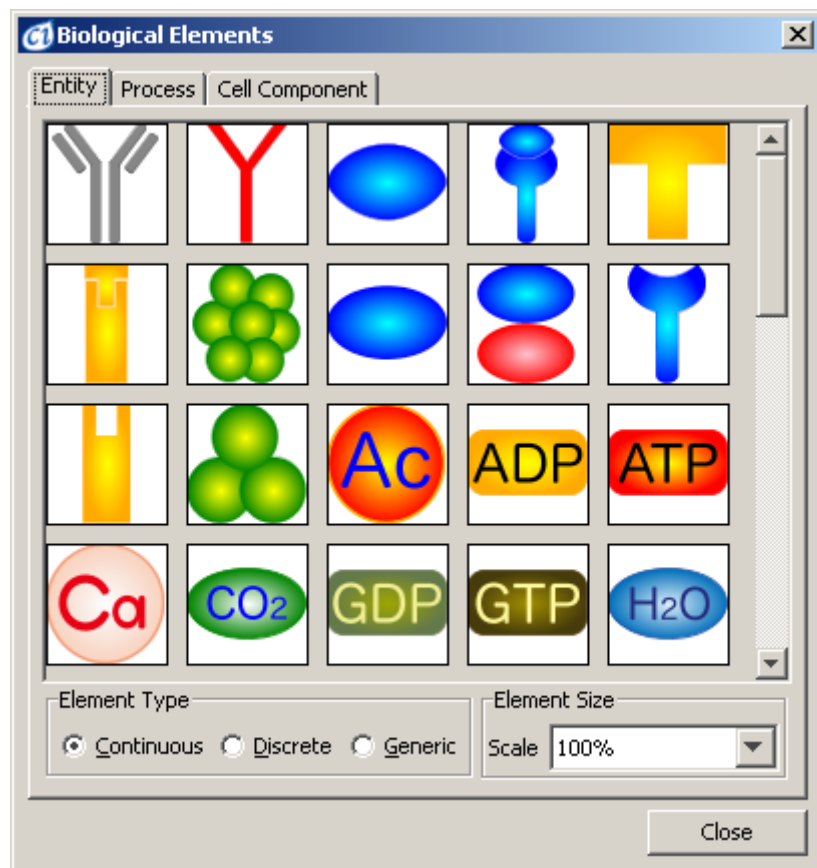 Biological Elements
Entity Process Cell Component
Ac ADP ATP
Ca CO2 GDP GTP H2O
Element Type Element Size
Continuous Discrete Generic Scale 100%
Close